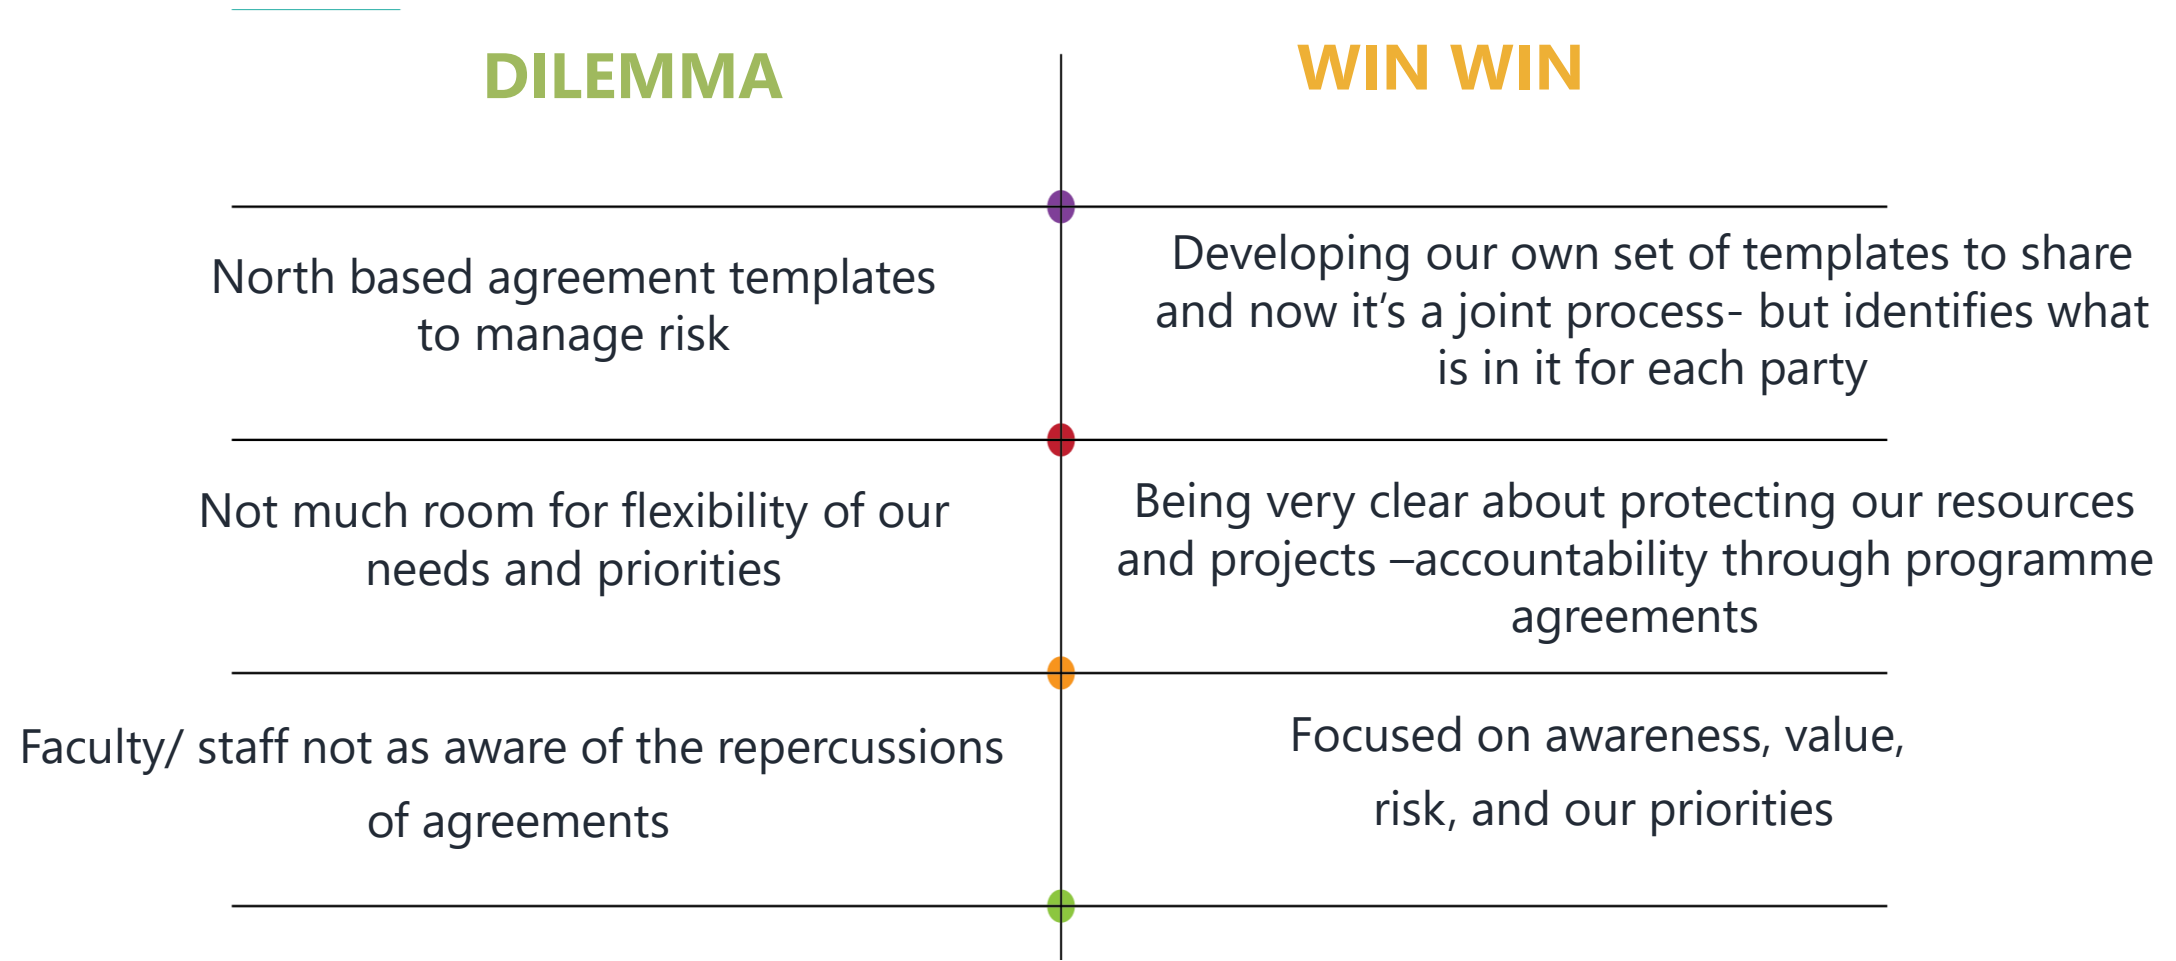 DILEMMA
WIN WIN
North based agreement templates
to manage risk
Developing our own set of templates to share
and now it’s a joint process- but identifies what
is in it for each party
Not much room for flexibility of our
needs and priorities
Being very clear about protecting our resources
and projects –accountability through programme
agreements
Faculty/ staff not as aware of the repercussions
of agreements
Focused on awareness, value,
risk, and our priorities